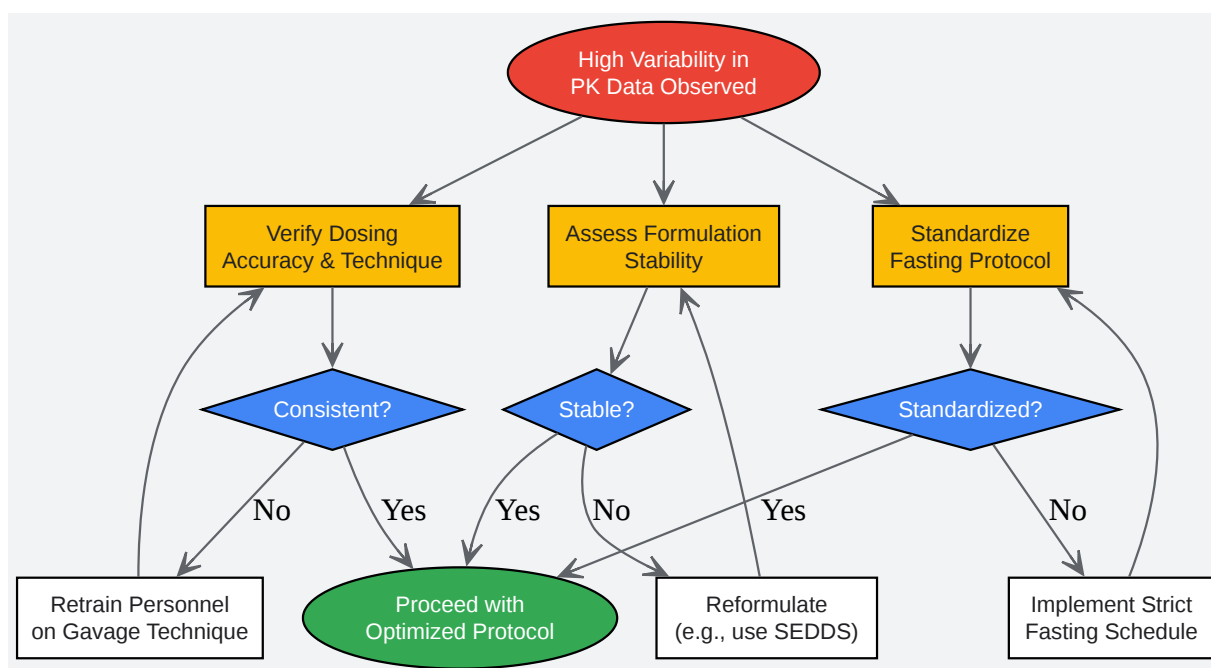 High Variability in
PK Data Observed
Verify Dosing
Accuracy & Technique
Assess Formulation
Stability
Standardize
Fasting Protocol
Consistent?
Stable?
Standardized?
No
Yes
Yes
No
Yes
No
Retrain Personnel
on Gavage Technique
Proceed with
Optimized Protocol
Reformulate
(e.g., use SEDDS)
Implement Strict
Fasting Schedule